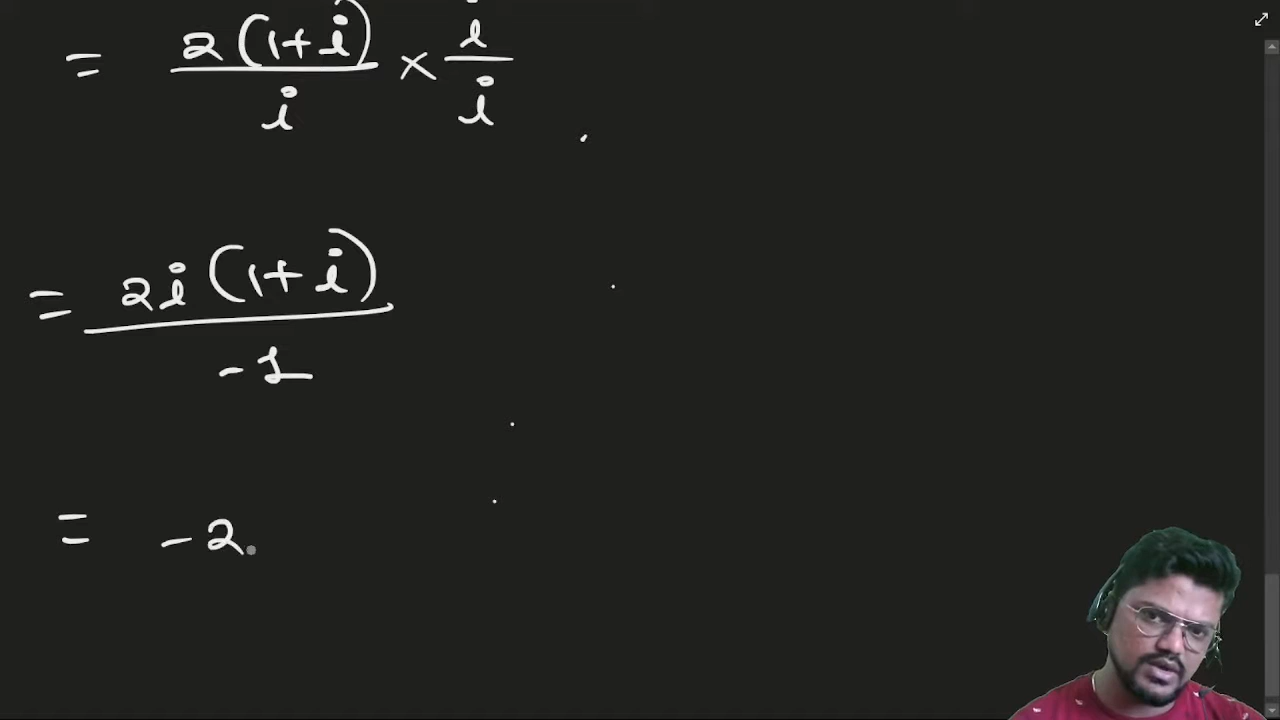 = 2(1+i)/i × i/i
= 2i(1+i)/-1
= -2